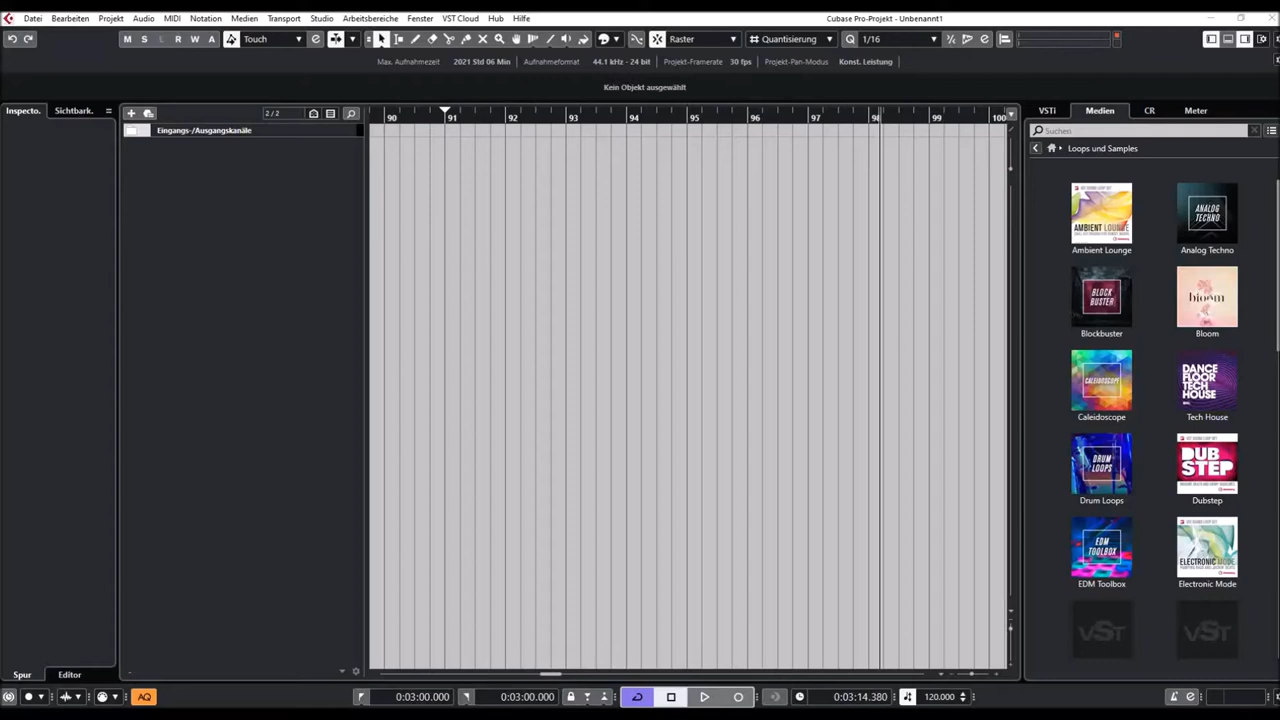 Datei Bearbeiten Projekt Audio MIDI Notation Medien Transport Studio Arbeitsbereiche Fenster VST Cloud Hub Hilfe Cubase Pro-Projekt - Unbenannt1
M S L R W A Touch Raster Quantisierung Q 1/16
Max. Aufnahmezeit 2021 Std 06 Min Aufnahmeformat 44.1 kHz - 24 bit Projekt-Framerate 30 fps Projekt-Pan-Modus Konst. Leistung
Kein Objekt ausgewählt
Inspecto. Sichtbark. 2 / 2 VSTi Medien CR Meter
90 91 92 93 94 95 96 97 98 99 100
Eingangs-/Ausgangskanäle Suchen
Loops und Samples
AMBIENT LOUNGE
ANALOG TECHNO
Ambient Lounge Analog Techno
BLOCK BUSTER
bloom
Blockbuster Bloom
CALEIDOSCOPE
DANCE FLOOR TECH HOUSE
Caleidoscope Tech House
DRUM LOOPS
DUB STEP
Drum Loops Dubstep
EDM TOOLBOX
ELECTRONIC MODE
EDM Toolbox Electronic Mode
VST VST
Spur Editor
AQ 0:03:00.000 0:03:00.000 0:03:14.380 120.000